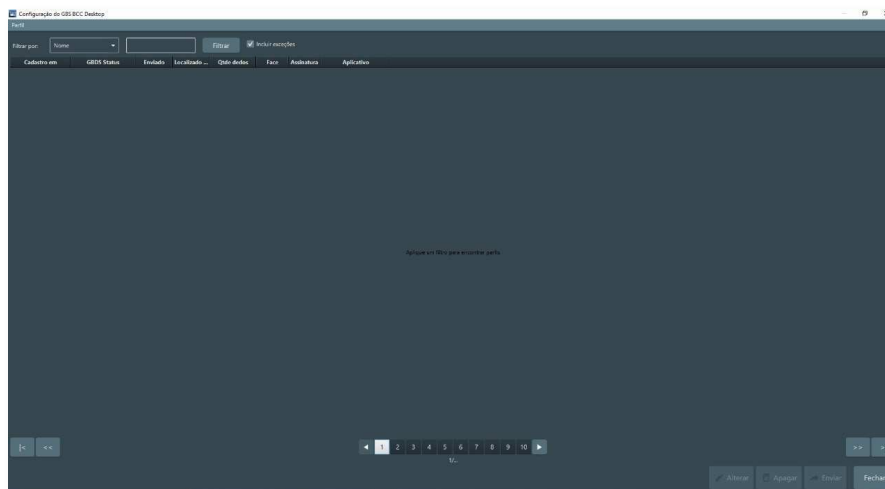 Configuração do GBS BCC Desktop
Perfil
Filtrar por: Nome Filtrar Incluir exceções
Cadastro em GBDS Status Enviado Localizado ... Qtde dedos Face Assinatura Aplicativo
Aplique um filtro para encontrar perfis
|< << ◄ 1 2 3 4 5 6 7 8 9 10 ► >>
1/...
Alterar Apagar Enviar Fechar